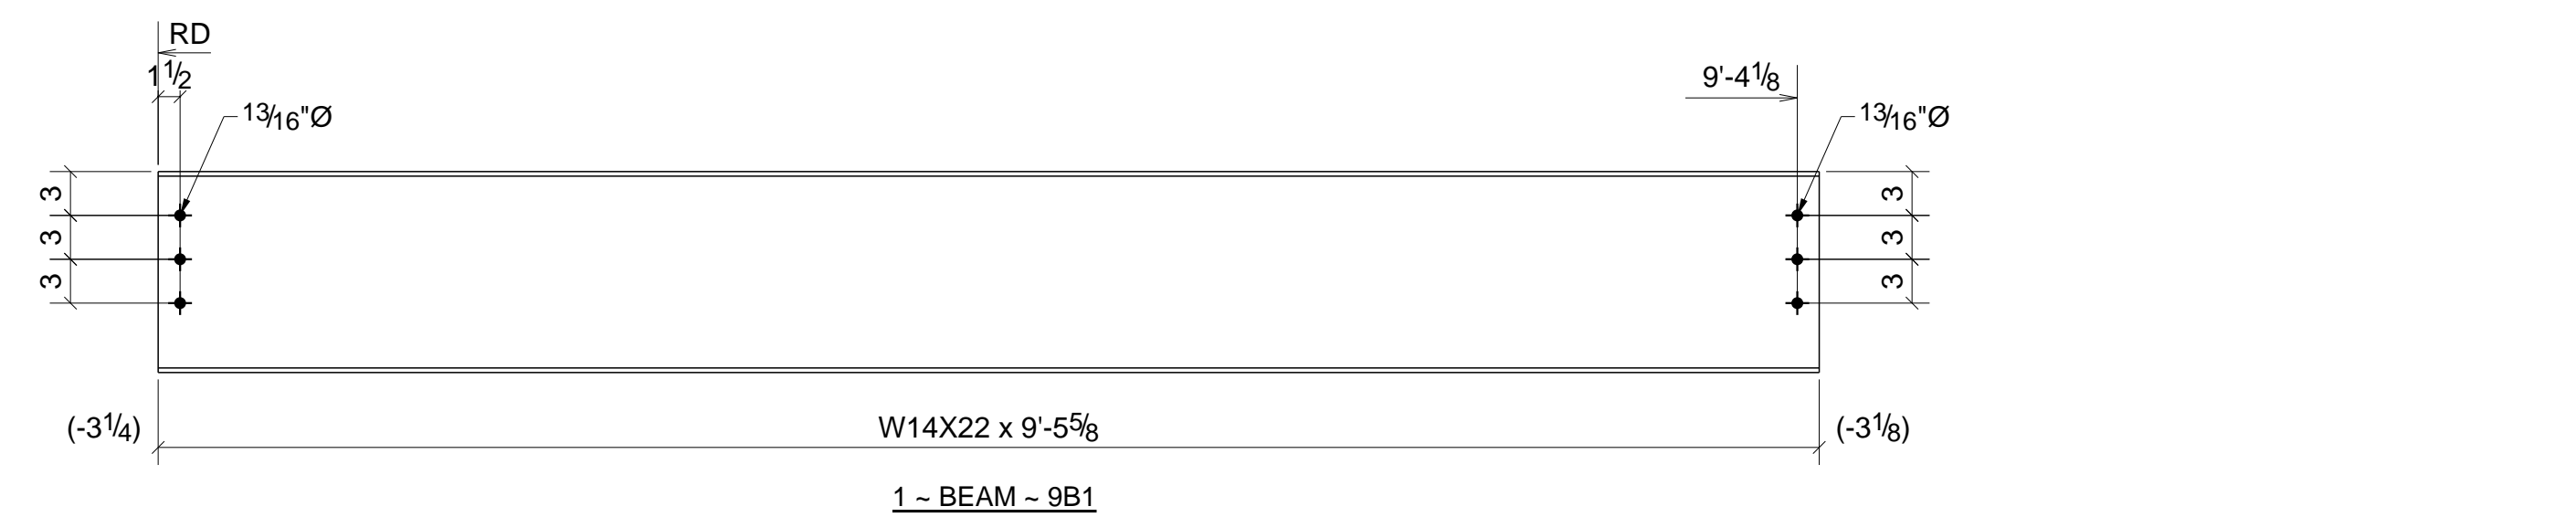 RD
1 1/2
9'-4 1/8
13/16"Ø
13/16"Ø
3
3
3
3
3
3
(-3 1/4)
W14X22 x 9'-5 5/8
(-3 1/8)
1 ~ BEAM ~ 9B1